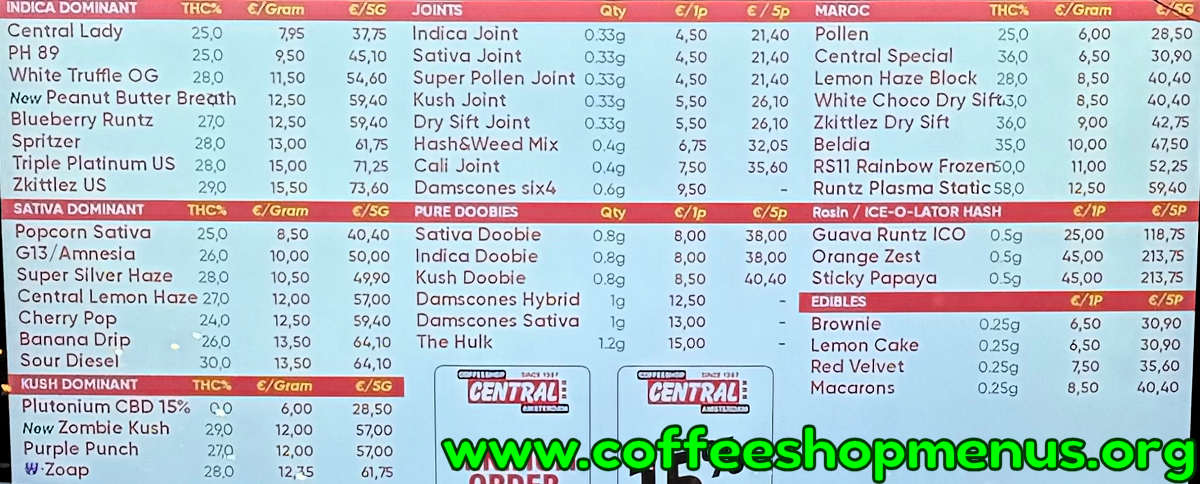 INDICA DOMINANT THC% €/Gram €/5G
Central Lady 25,0 7,95 37,75
PH 89 25,0 9,50 45,10
White Truffle OG 28,0 11,50 54,60
New Peanut Butter Breath 12,50 59,40
Blueberry Runtz 27,0 12,50 59,40
Spritzer 28,0 13,00 61,75
Triple Platinum US 28,0 15,00 71,25
Zkittlez US 29,0 15,50 73,60
SATIVA DOMINANT THC% €/Gram €/5G
Popcorn Sativa 25,0 8,50 40,40
G13/Amnesia 26,0 10,00 50,00
Super Silver Haze 28,0 10,50 49,90
Central Lemon Haze 27,0 12,00 57,00
Cherry Pop 24,0 12,50 59,40
Banana Drip 26,0 13,50 64,10
Sour Diesel 30,0 13,50 64,10
KUSH DOMINANT THC% €/Gram €/5G
Plutonium CBD 15% 0,0 6,00 28,50
New Zombie Kush 29,0 12,00 57,00
Purple Punch 27,0 12,00 57,00
Zoap 28,0 61,75
JOINTS Qty €/1p €/5p
Indica Joint 0.33g 4,50 21,40
Sativa Joint 0.33g 4,50 21,40
Super Pollen Joint 0.33g 4,50 21,40
Kush Joint 0.33g 5,50 26,10
Dry Sift Joint 0.33g 5,50 26,10
Hash&Weed Mix 0.4g 6,75 32,05
Cali Joint 0.4g 7,50 35,60
Damscones six4 0.6g 9,50 -
PURE DOOBIES Qty €/1p €/5p
Sativa Doobie 0.8g 8,00 38,00
Indica Doobie 0.8g 8,00 38,00
Kush Doobie 0.8g 8,50 40,40
Damscones Hybrid 1g 12,50 -
Damscones Sativa 1g 13,00 -
The Hulk 1.2g 15,00 -
COFFEESHOP SINCE 1987
CENTRAL
AMSTERDAM
ORDER
COFFEESHOP SINCE 1987
CENTRAL
AMSTERDAM
15%
MAROC THC% €/Gram €/5G
Pollen 25,0 6,00 28,50
Central Special 36,0 6,50 30,90
Lemon Haze Block 28,0 8,50 40,40
White Choco Dry Sift 43,0 8,50 40,40
Zkittlez Dry Sift 36,0 9,00 42,75
Beldia 35,0 10,00 47,50
RS11 Rainbow Frozen 50,0 11,00 52,25
Runtz Plasma Static 58,0 12,50 59,40
Rosin / ICE-O-LATOR HASH €/1P €/5P
Guava Runtz ICO 0.5g 25,00 118,75
Orange Zest 0.5g 45,00 213,75
Sticky Papaya 0.5g 45,00 213,75
EDIBLES €/1P €/5P
Brownie 0.25g 6,50 30,90
Lemon Cake 0.25g 6,50 30,90
Red Velvet 0.25g 7,50 35,60
Macarons 0.25g 8,50 40,40
www.coffeeshopmenus.org